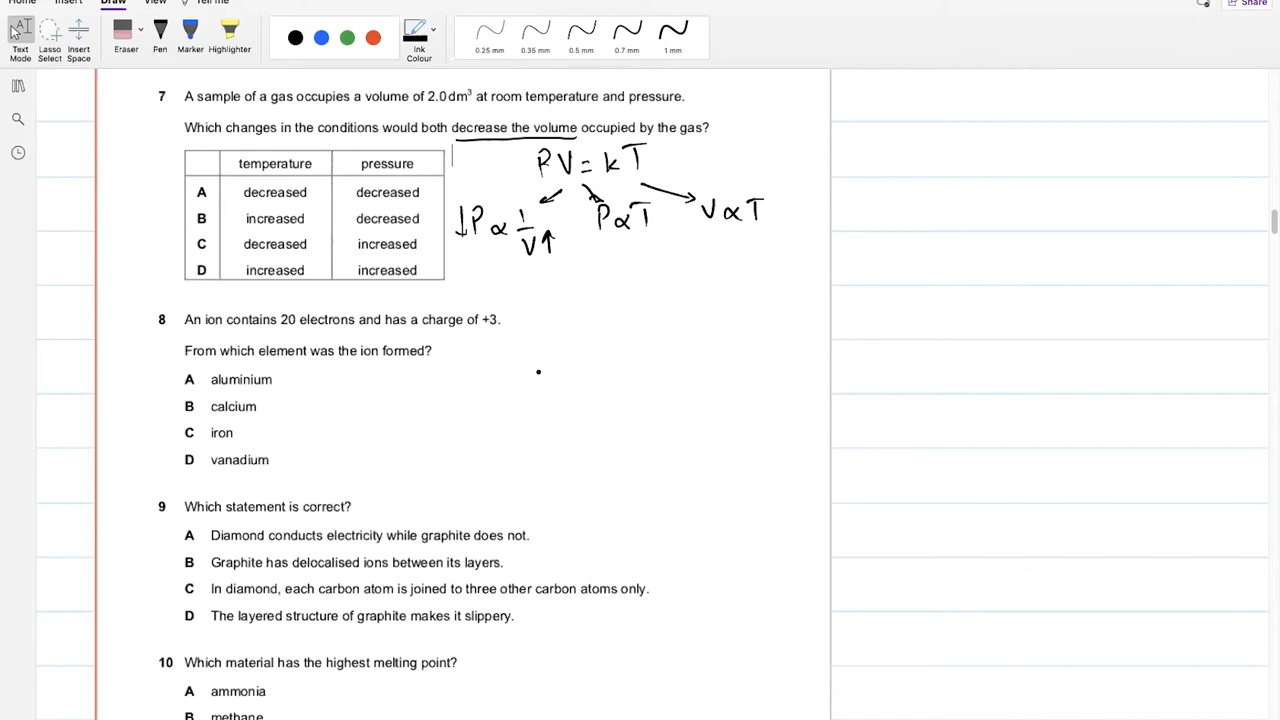 Home Insert Draw View Tell me
Share
Text Mode
Lasso Select
Insert Space
Eraser
Pen
Marker
Highlighter
Ink Colour
0.25 mm 0.35 mm 0.5 mm 0.7 mm 1 mm
7 A sample of a gas occupies a volume of 2.0 dm³ at room temperature and pressure.
Which changes in the conditions would both decrease the volume occupied by the gas?
temperature pressure
A decreased decreased
B increased decreased
C decreased increased
D increased increased
PV = kT
↓P ∝ 1/V↑ P ∝ T V ∝ T
8 An ion contains 20 electrons and has a charge of +3.
From which element was the ion formed?
A aluminium
B calcium
C iron
D vanadium
9 Which statement is correct?
A Diamond conducts electricity while graphite does not.
B Graphite has delocalised ions between its layers.
C In diamond, each carbon atom is joined to three other carbon atoms only.
D The layered structure of graphite makes it slippery.
10 Which material has the highest melting point?
A ammonia
B methane